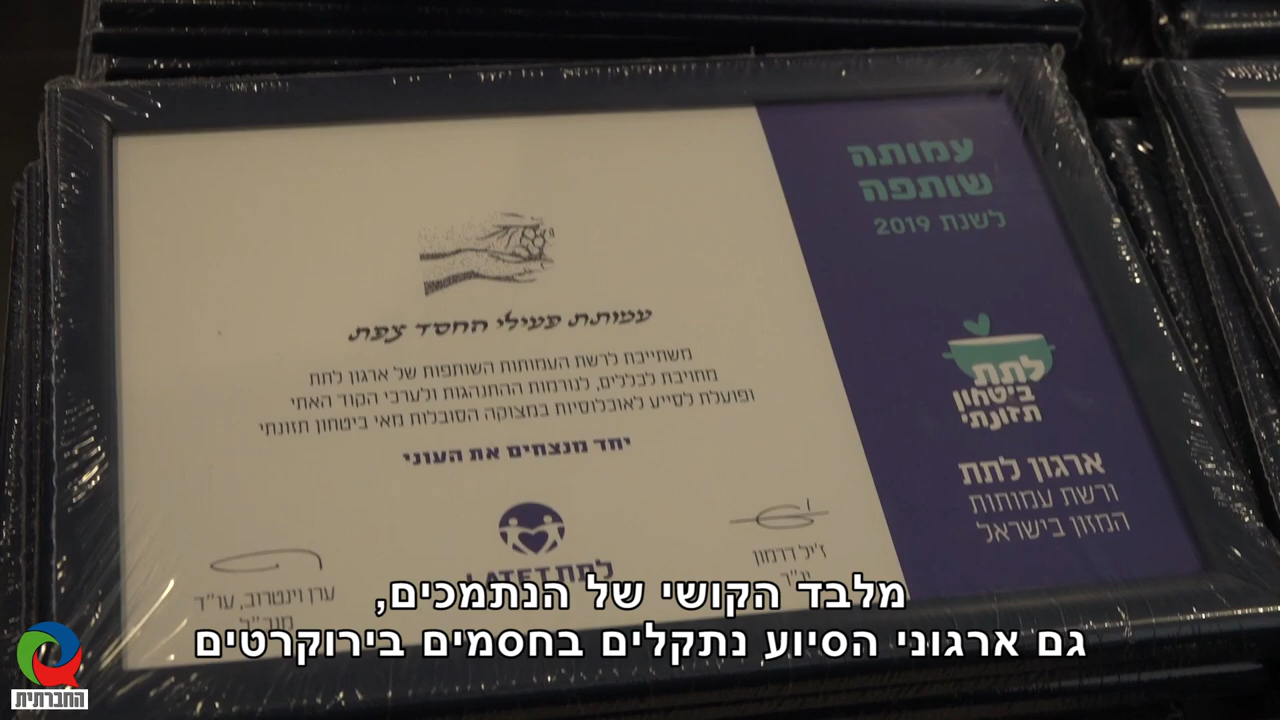 עמותה
שותפה
לשנת 2019
עמותת פעילי החסד צפת
משתייכת לרשת העמותות השותפות של ארגון לתת
מחויבת לכללים, לנורמות ההתנהגות ולערכי הקוד האתי
ופועלת לסייע לאוכלוסיות במצוקה הסובלות מאי ביטחון תזונתי
יחד מנצחים את העוני
לתת
ביטחון
תזונתי
ארגון לתת
ורשת עמותות
המזון בישראל
LATET לתת
ז'יל דרמון
יו"ר
ערן וינטרוב, עו"ד
מנכ"ל
מלבד הקושי של הנתמכים,
גם ארגוני הסיוע נתקלים בחסמים בירוקרטים
החברתית